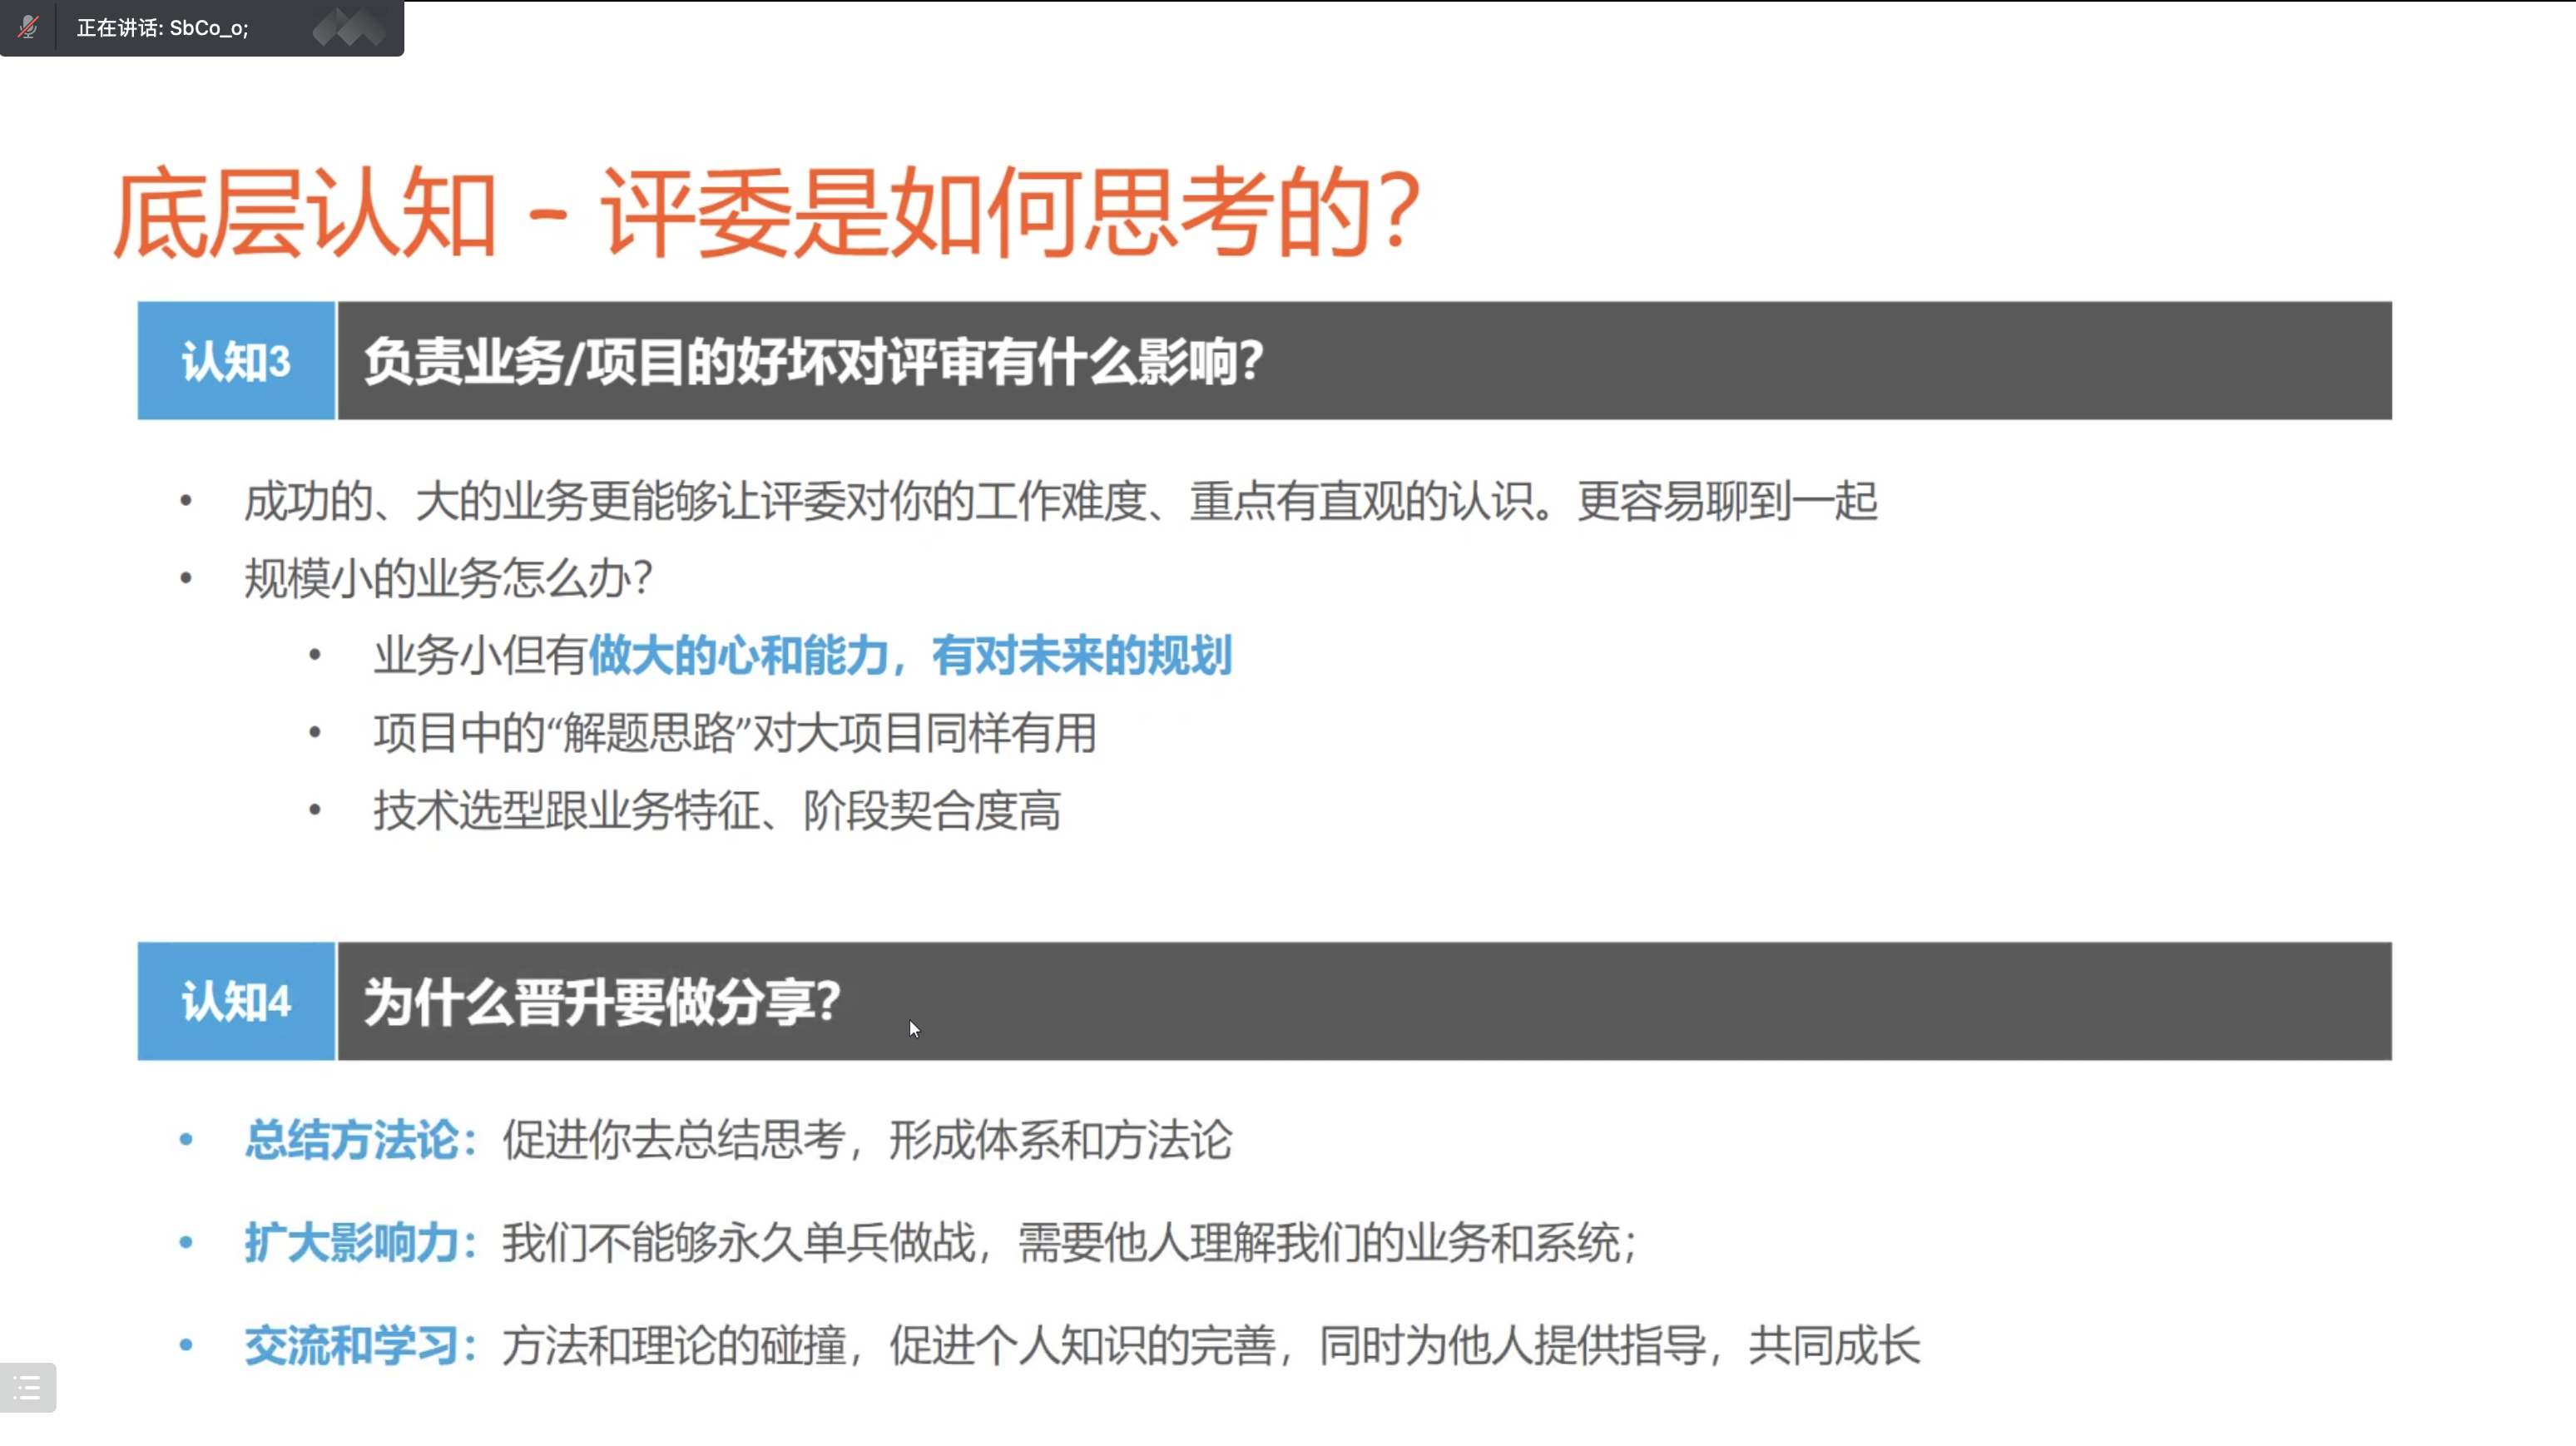 正在讲话: SbCo_o;
底层认知 - 评委是如何思考的?
认知3 负责业务/项目的好坏对评审有什么影响?
• 成功的、大的业务更能够让评委对你的工作难度、重点有直观的认识。更容易聊到一起
• 规模小的业务怎么办?
• 业务小但有做大的心和能力，有对未来的规划
• 项目中的“解题思路”对大项目同样有用
• 技术选型跟业务特征、阶段契合度高
认知4 为什么晋升要做分享?
• 总结方法论：促进你去总结思考，形成体系和方法论
• 扩大影响力：我们不能够永久单兵做战，需要他人理解我们的业务和系统；
• 交流和学习：方法和理论的碰撞，促进个人知识的完善，同时为他人提供指导，共同成长